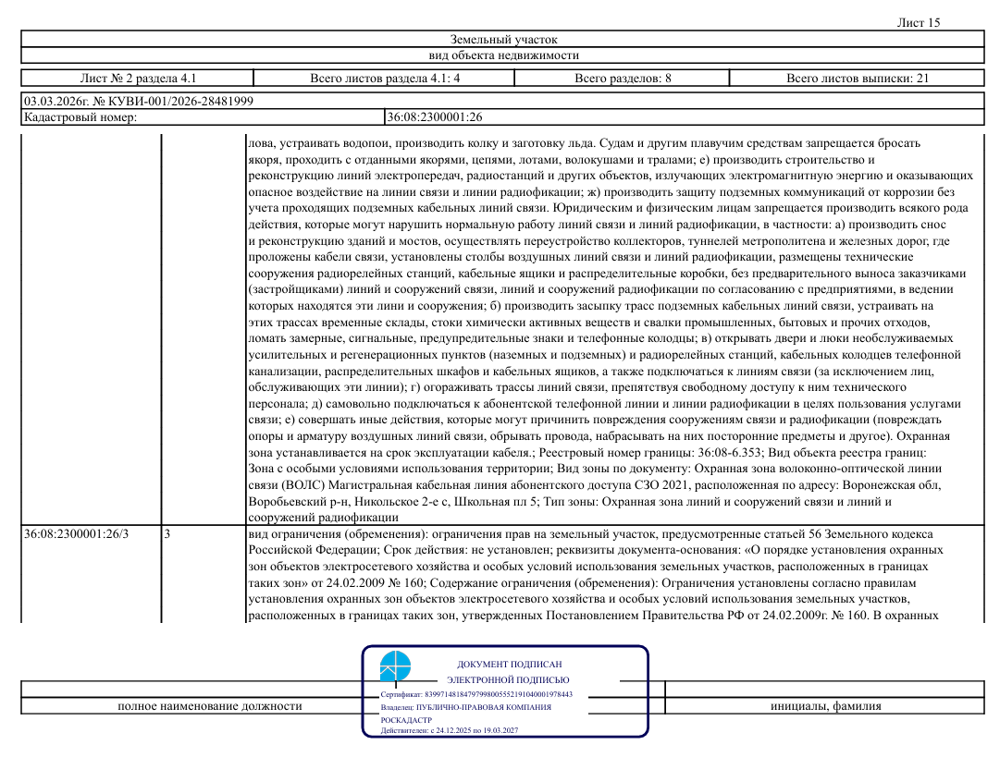 Лист 15
Земельный участок
вид объекта недвижимости
Лист № 2 раздела 4.1
Всего листов раздела 4.1: 4
Всего разделов: 8
Всего листов выписки: 21
03.03.2026г. № КУВИ-001/2026-28481999
Кадастровый номер:
36:08:2300001:26
лова, устраивать водопои, производить колку и заготовку льда. Судам и другим плавучим средствам запрещается бросать
якоря, проходить с отданными якорями, цепями, лотами, волокушами и тралами; е) производить строительство и
реконструкцию линий электропередач, радиостанций и других объектов, излучающих электромагнитную энергию и оказывающих
опасное воздействие на линии связи и линии радиофикации; ж) производить защиту подземных коммуникаций от коррозии без
учета проходящих подземных кабельных линий связи. Юридическим и физическим лицам запрещается производить всякого рода
действия, которые могут нарушить нормальную работу линий связи и линий радиофикации, в частности: а) производить снос
и реконструкцию зданий и мостов, осуществлять переустройство коллекторов, туннелей метрополитена и железных дорог, где
проложены кабели связи, установлены столбы воздушных линий связи и линий радиофикации, размещены технические
сооружения радиорелейных станций, кабельные ящики и распределительные коробки, без предварительного выноса заказчиками
(застройщиками) линий и сооружений связи, линий и сооружений радиофикации по согласованию с предприятиями, в ведении
которых находятся эти лини и сооружения; б) производить засыпку трасс подземных кабельных линий связи, устраивать на
этих трассах временные склады, стоки химически активных веществ и свалки промышленных, бытовых и прочих отходов,
ломать замерные, сигнальные, предупредительные знаки и телефонные колодцы; в) открывать двери и люки необслуживаемых
усилительных и регенерационных пунктов (наземных и подземных) и радиорелейных станций, кабельных колодцев телефонной
канализации, распределительных шкафов и кабельных ящиков, а также подключаться к линиям связи (за исключением лиц,
обслуживающих эти линии); г) огораживать трассы линий связи, препятствуя свободному доступу к ним технического
персонала; д) самовольно подключаться к абонентской телефонной линии и линии радиофикации в целях пользования услугами
связи; е) совершать иные действия, которые могут причинить повреждения сооружениям связи и радиофикации (повреждать
опоры и арматуру воздушных линий связи, обрывать провода, набрасывать на них посторонние предметы и другое). Охранная
зона устанавливается на срок эксплуатации кабеля.; Реестровый номер границы: 36:08-6.353; Вид объекта реестра границ:
Зона с особыми условиями использования территории; Вид зоны по документу: Охранная зона волоконно-оптической линии
связи (ВОЛС) Магистральная кабельная линия абонентского доступа СЗО 2021, расположенная по адресу: Воронежская обл,
Воробьевский р-н, Никольское 2-е с, Школьная пл 5; Тип зоны: Охранная зона линий и сооружений связи и линий и
сооружений радиофикации
36:08:2300001:26/3
3
вид ограничения (обременения): ограничения прав на земельный участок, предусмотренные статьей 56 Земельного кодекса
Российской Федерации; Срок действия: не установлен; реквизиты документа-основания: «О порядке установления охранных
зон объектов электросетевого хозяйства и особых условий использования земельных участков, расположенных в границах
таких зон» от 24.02.2009 № 160; Содержание ограничения (обременения): Ограничения установлены согласно правилам
установления охранных зон объектов электросетевого хозяйства и особых условий использования земельных участков,
расположенных в границах таких зон, утвержденных Постановлением Правительства РФ от 24.02.2009г. № 160. В охранных
ДОКУМЕНТ ПОДПИСАН
ЭЛЕКТРОННОЙ ПОДПИСЬЮ
Сертификат: 83997148184797998005552191040001978443
Владелец: ПУБЛИЧНО-ПРАВОВАЯ КОМПАНИЯ
РОСКАДАСТР
Действителен: с 24.12.2025 по 19.03.2027
полное наименование должности
инициалы, фамилия